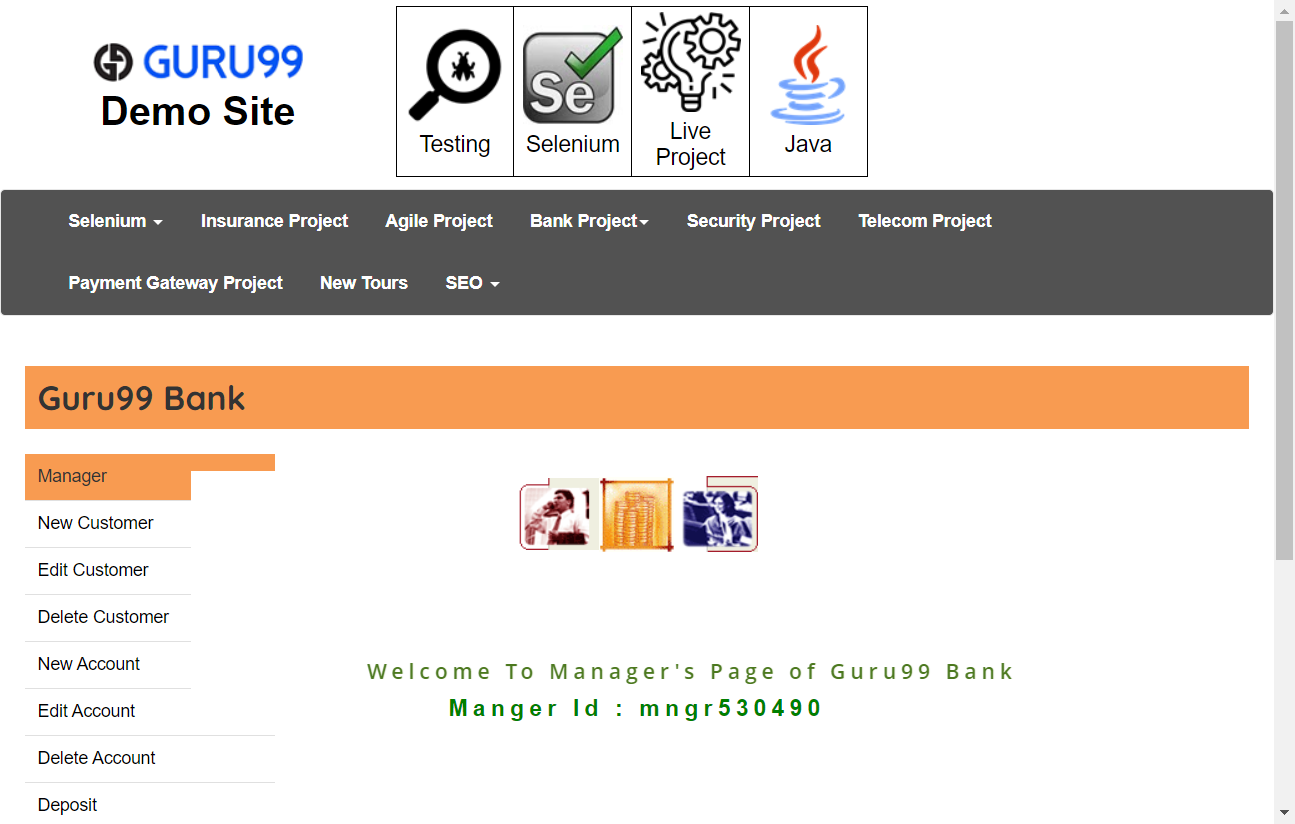 GURU99
Demo Site
Testing
Se
Selenium
Live
Project
Java
Selenium
Insurance Project
Agile Project
Bank Project
Security Project
Telecom Project
Payment Gateway Project
New Tours
SEO
Guru99 Bank
Manager
New Customer
Edit Customer
Delete Customer
New Account
Edit Account
Delete Account
Deposit
Welcome To Manager's Page of Guru99 Bank
Manger Id : mngr530490